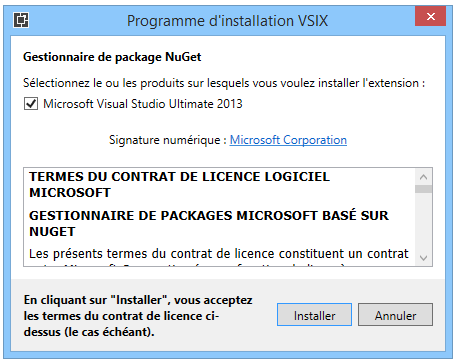 Programme d'installation VSIX
Gestionnaire de package NuGet
Sélectionnez le ou les produits sur lesquels vous voulez installer l'extension :
Microsoft Visual Studio Ultimate 2013
Signature numérique : Microsoft Corporation
TERMES DU CONTRAT DE LICENCE LOGICIEL
MICROSOFT
GESTIONNAIRE DE PACKAGES MICROSOFT BASÉ SUR
NUGET
Les présents termes du contrat de licence constituent un contrat
En cliquant sur "Installer", vous acceptez
les termes du contrat de licence ci-
dessus (le cas échéant).
Installer
Annuler